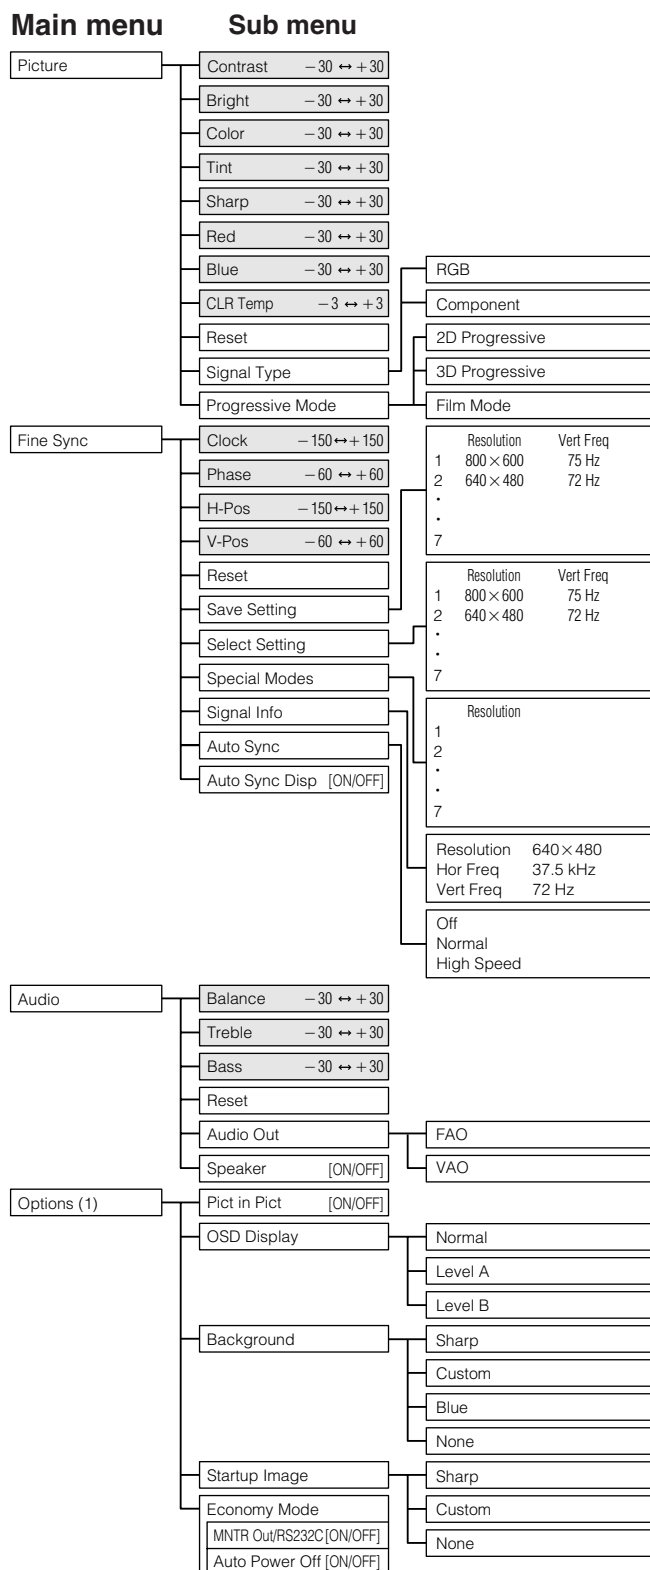 Main menu Sub menu
Picture
Contrast −30 ↔ +30
Bright −30 ↔ +30
Color −30 ↔ +30
Tint −30 ↔ +30
Sharp −30 ↔ +30
Red −30 ↔ +30
Blue −30 ↔ +30
CLR Temp −3 ↔ +3
Reset
Signal Type
Progressive Mode
RGB
Component
2D Progressive
3D Progressive
Film Mode
Fine Sync
Clock −150 ↔ +150
Phase −60 ↔ +60
H-Pos −150 ↔ +150
V-Pos −60 ↔ +60
Reset
Save Setting
Select Setting
Special Modes
Signal Info
Auto Sync
Auto Sync Disp [ON/OFF]
Resolution Vert Freq
1 800×600 75 Hz
2 640×480 72 Hz
·
·
7
Resolution Vert Freq
1 800×600 75 Hz
2 640×480 72 Hz
·
·
7
Resolution
1
2
·
·
7
Resolution 640×480
Hor Freq 37.5 kHz
Vert Freq 72 Hz
Off
Normal
High Speed
Audio
Balance −30 ↔ +30
Treble −30 ↔ +30
Bass −30 ↔ +30
Reset
Audio Out
Speaker [ON/OFF]
FAO
VAO
Options (1)
Pict in Pict [ON/OFF]
OSD Display
Normal
Level A
Level B
Background
Sharp
Custom
Blue
None
Startup Image
Sharp
Custom
None
Economy Mode
MNTR Out/RS232C [ON/OFF]
Auto Power Off [ON/OFF]